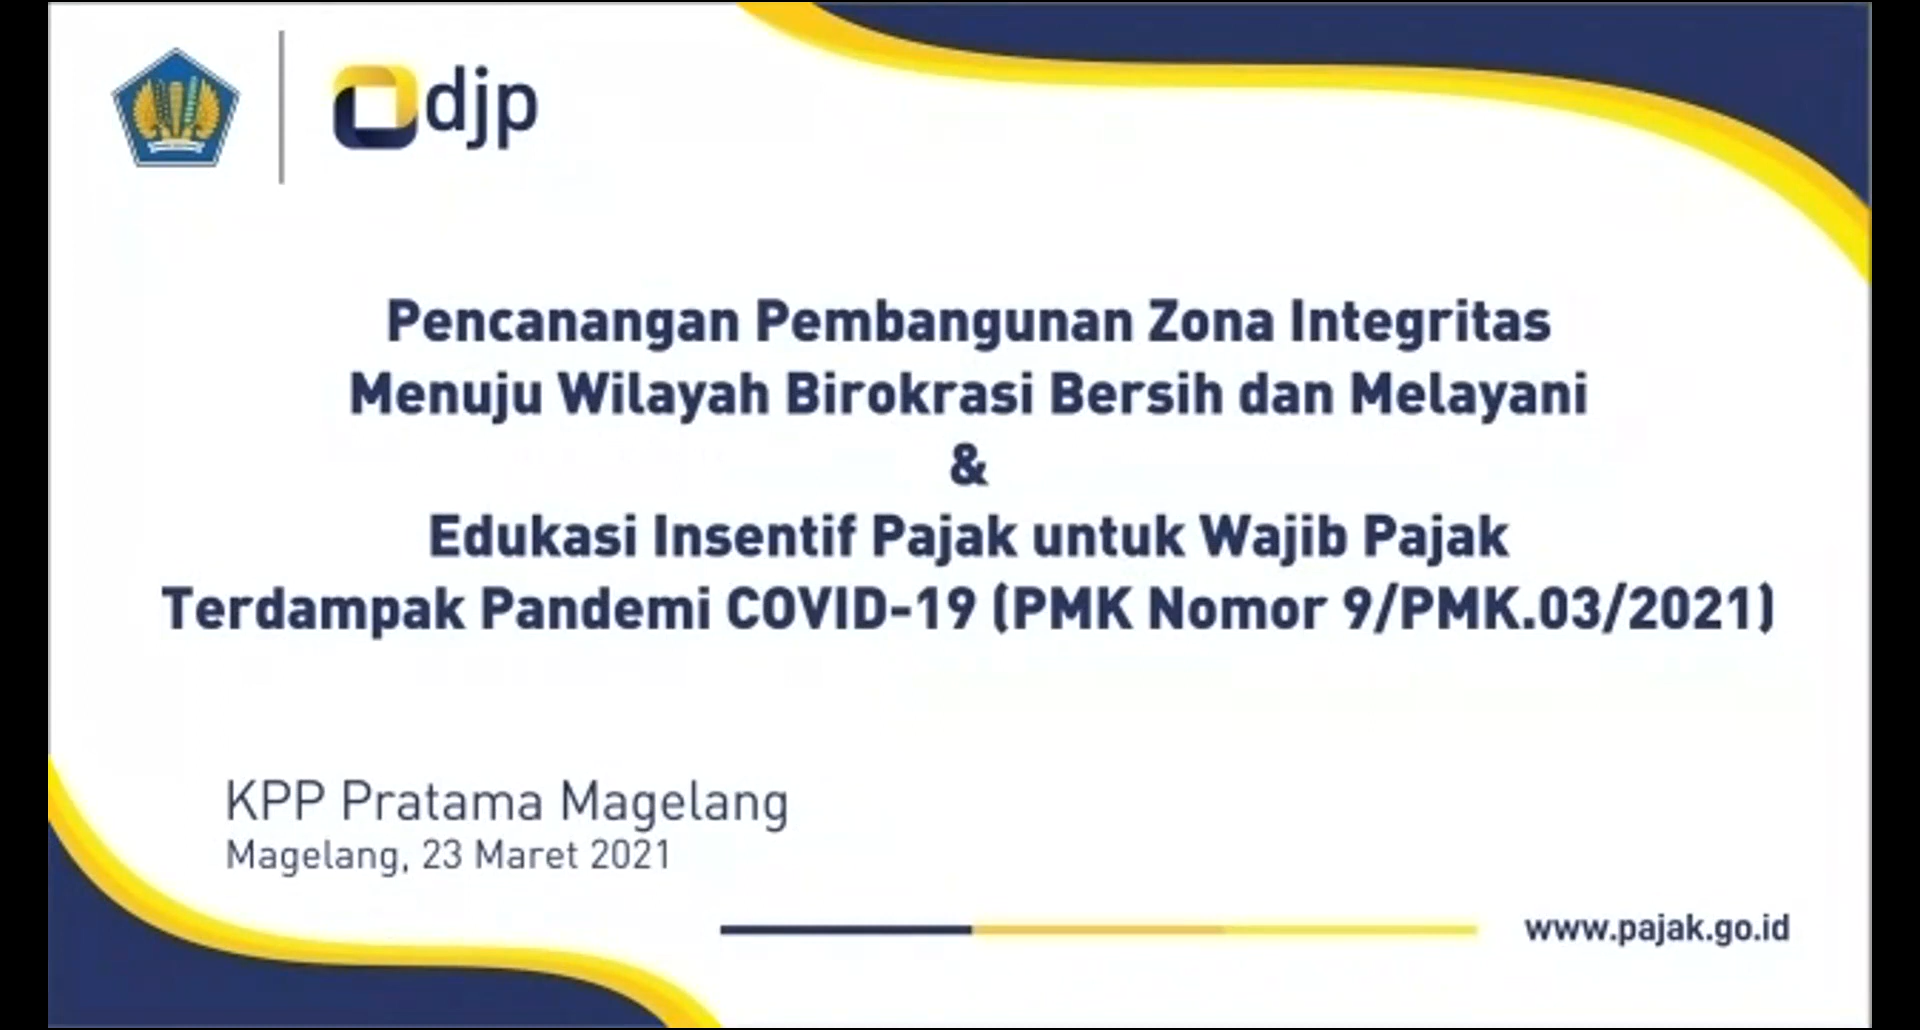 djp
Pencanangan Pembangunan Zona Integritas
Menuju Wilayah Birokrasi Bersih dan Melayani
&
Edukasi Insentif Pajak untuk Wajib Pajak
Terdampak Pandemi COVID-19 (PMK Nomor 9/PMK.03/2021)
KPP Pratama Magelang
Magelang, 23 Maret 2021
www.pajak.go.id